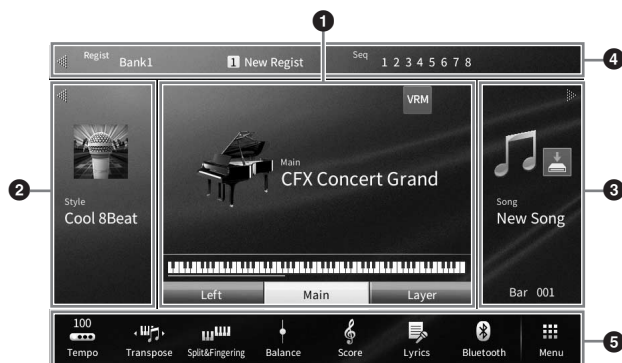 1
Regist
Bank1
1 New Regist
Seq
1 2 3 4 5 6 7 8
4
VRM
2
Style
Cool 8Beat
Main
CFX Concert Grand
Song
New Song
3
Bar 001
Left
Main
Layer
100
Tempo
Transpose
Split&Fingering
Balance
Score
Lyrics
Bluetooth
Menu
5